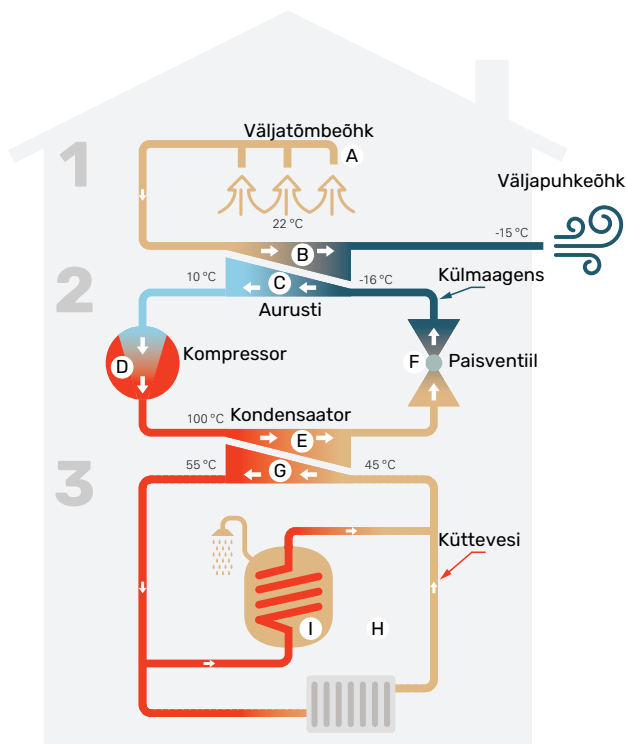 1
Väljatõmbeõhk
A
22 °C
Väljapuhkeõhk
-15 °C
B
2
10 °C
C
-16 °C
Külmaagens
Aurusti
D
Kompressor
F
Paisventiil
100 °C
Kondensaator
E
3
55 °C
G
45 °C
Küttevesi
I
H